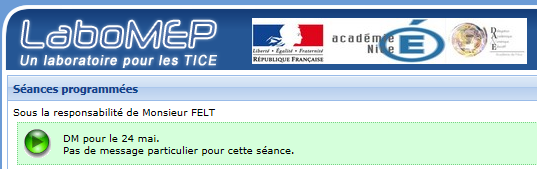 LaboMEP
Un laboratoire pour les TICE
Liberté • Égalité • Fraternité
RÉPUBLIQUE FRANÇAISE
académie
Nice
Séances programmées
Sous la responsabilité de Monsieur FELT
DM pour le 24 mai.
Pas de message particulier pour cette séance.